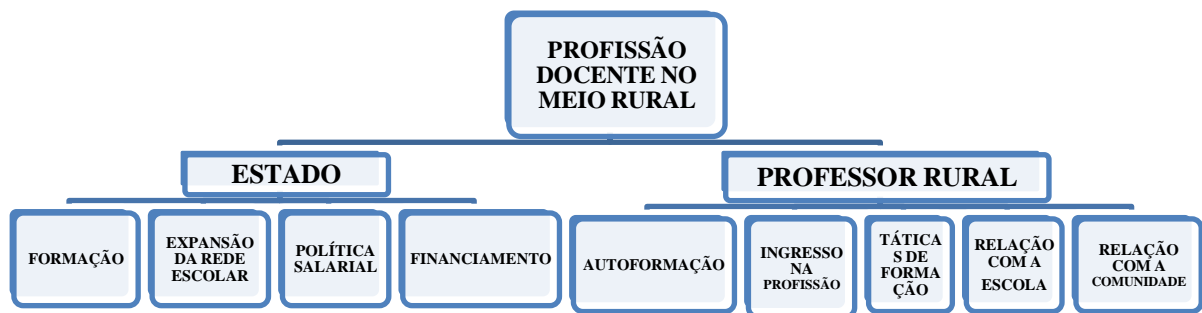 PROFISSÃO
DOCENTE NO
MEIO RURAL
ESTADO
PROFESSOR RURAL
FORMAÇÃO
EXPANSÃO
DA REDE
ESCOLAR
POLÍTICA
SALARIAL
FINANCIAMENTO
AUTOFORMAÇÃO
INGRESSO
NA
PROFISSÃO
TÁTICA
S DE
FORMA
ÇÃO
RELAÇÃO
COM A
ESCOLA
RELAÇÃO
COM A COMUNIDADE